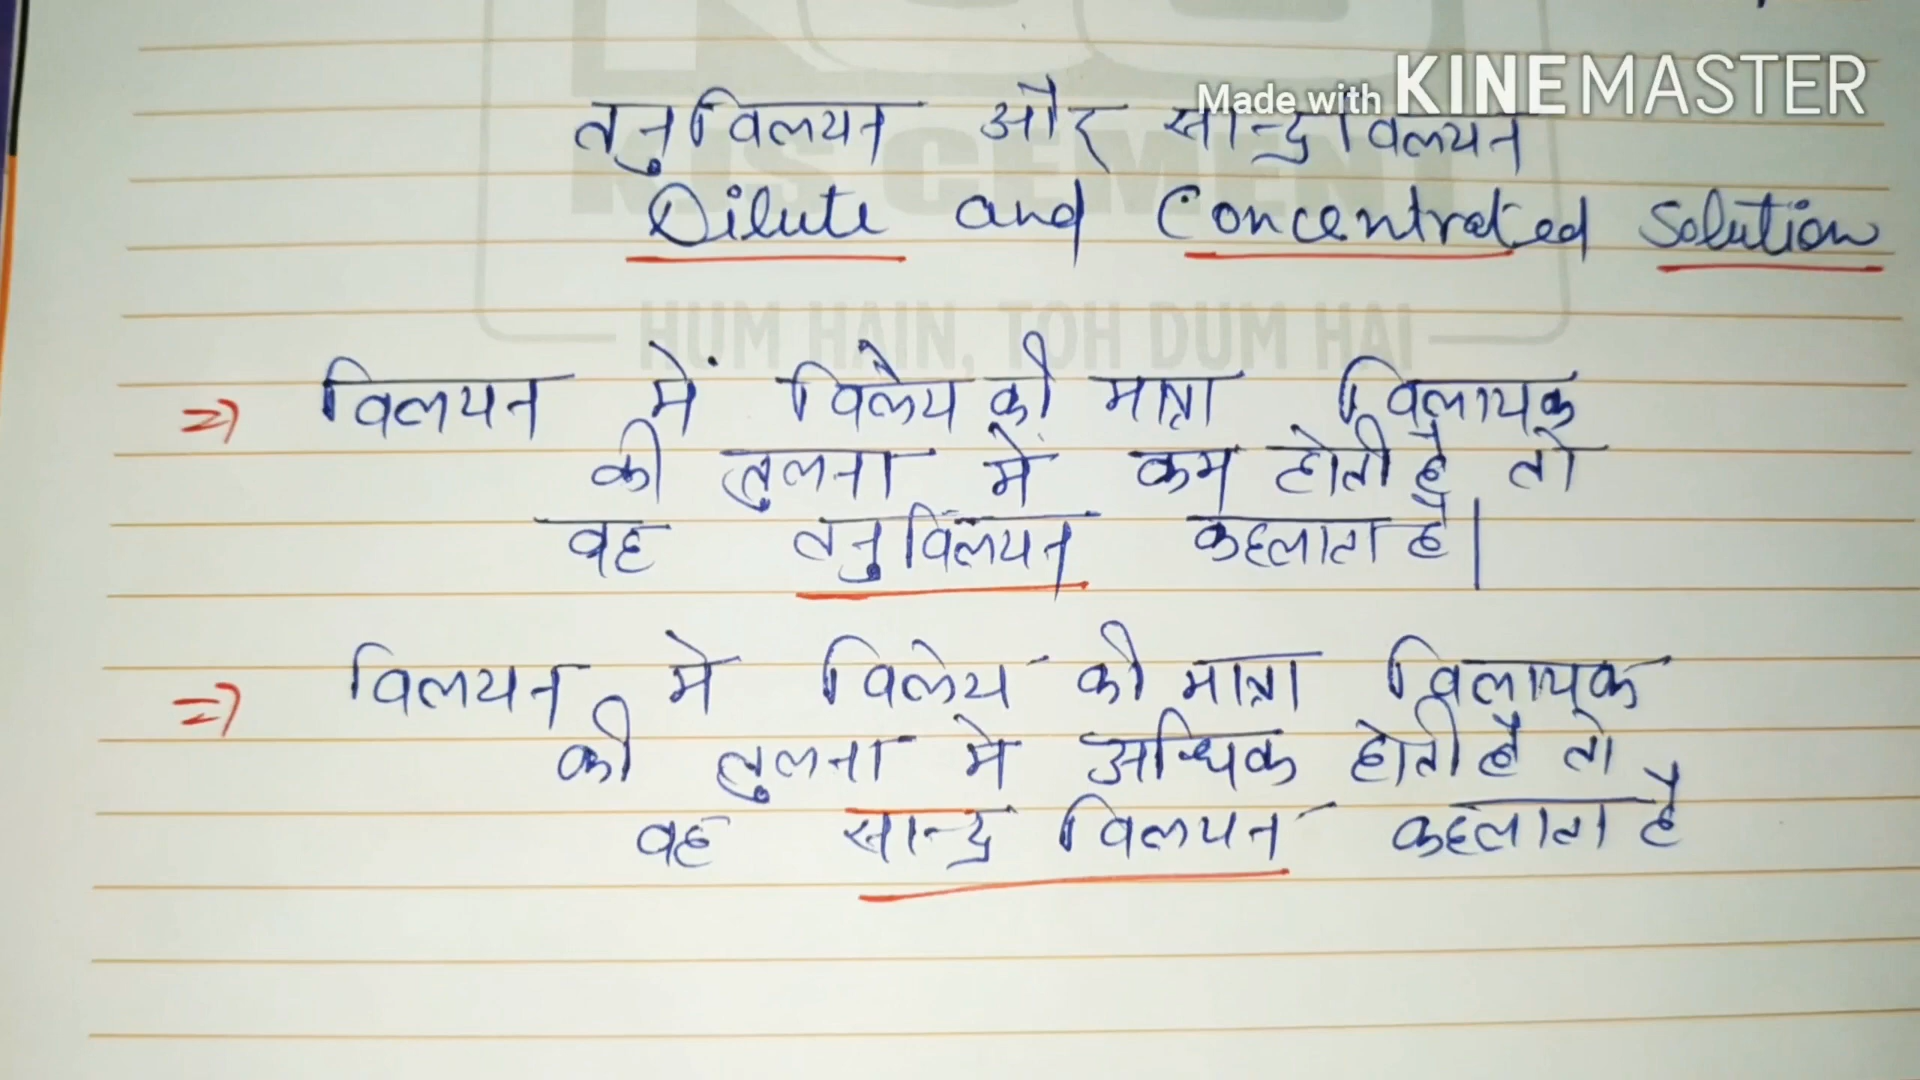 Made with KINEMASTER
तनु विलयन और सान्द्र विलयन
Dilute and Concentrated Solution
HUM HAIN, TOH DUM HAI
⇒ विलयन में विलेय की मात्रा विलायक
की तुलना में कम होती है तो
वह तनु विलयन कहलाता है।
⇒ विलयन मे विलेय की मात्रा विलायक
की तुलना मे अधिक होती है तो
वह सान्द्र विलयन कहलाता है